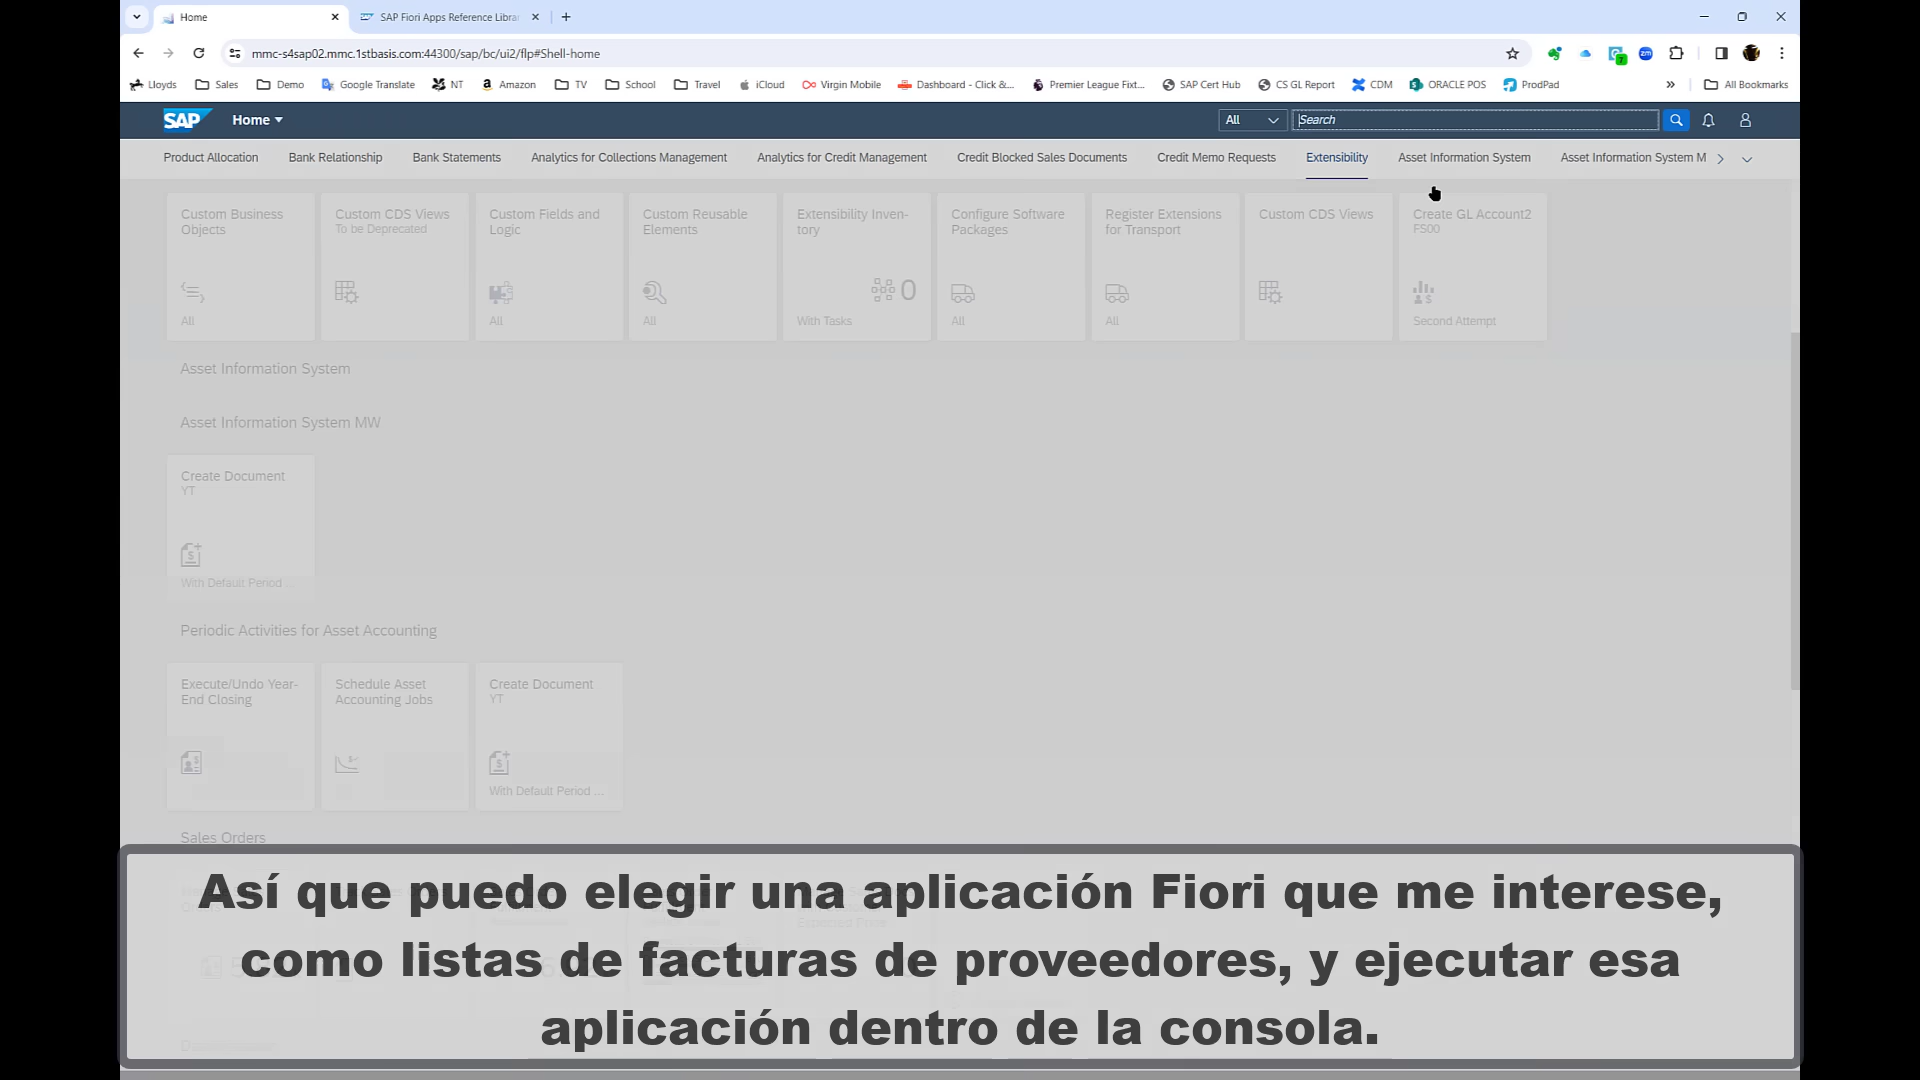 Home
SAP Fiori Apps Reference Libra
mmc-s4sap02.mmc.1stbasis.com:44300/sap/bc/ui2/flp#Shell-home
Lloyds Sales Demo Google Translate NT Amazon TV School Travel iCloud Virgin Mobile Dashboard - Click &... Premier League Fixt... SAP Cert Hub CS GL Report CDM ORACLE POS ProdPad » All Bookmarks
SAP Home All Search
Product Allocation Bank Relationship Bank Statements Analytics for Collections Management Analytics for Credit Management Credit Blocked Sales Documents Credit Memo Requests Extensibility Asset Information System Asset Information System M
Custom Business Objects
All
Custom CDS Views
To be Deprecated
Custom Fields and Logic
All
Custom Reusable Elements
All
Extensibility Inven-
tory
0
With Tasks
Configure Software Packages
All
Register Extensions for Transport
All
Custom CDS Views
Create GL Account2
FS00
Second Attempt
Asset Information System
Asset Information System MW
Create Document
YT
With Default Period ...
Periodic Activities for Asset Accounting
Execute/Undo Year-
End Closing
Schedule Asset Accounting Jobs
Create Document
YT
With Default Period ...
Sales Orders
Así que puedo elegir una aplicación Fiori que me interese,
como listas de facturas de proveedores, y ejecutar esa
aplicación dentro de la consola.